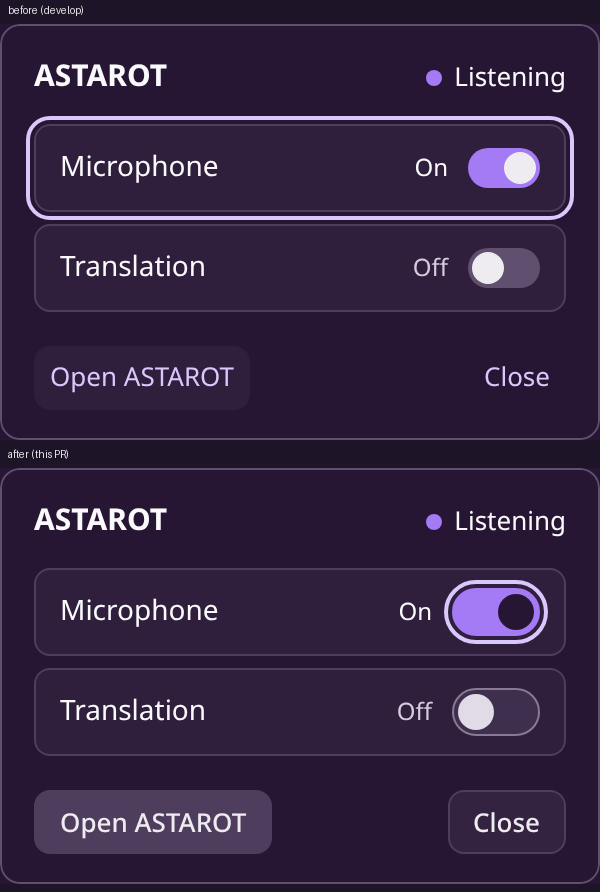 before (develop)
ASTAROT Listening
Microphone On
Translation Off
Open ASTAROT Close
after (this PR)
ASTAROT Listening
Microphone On
Translation Off
Open ASTAROT Close